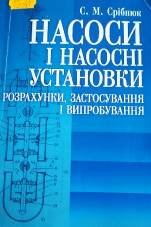 С. М. Срібнюк
НАСОСИ
І НАСОСНІ
УСТАНОВКИ
РОЗРАХУНКИ, ЗАСТОСУВАННЯ
І ВИПРОБУВАННЯ